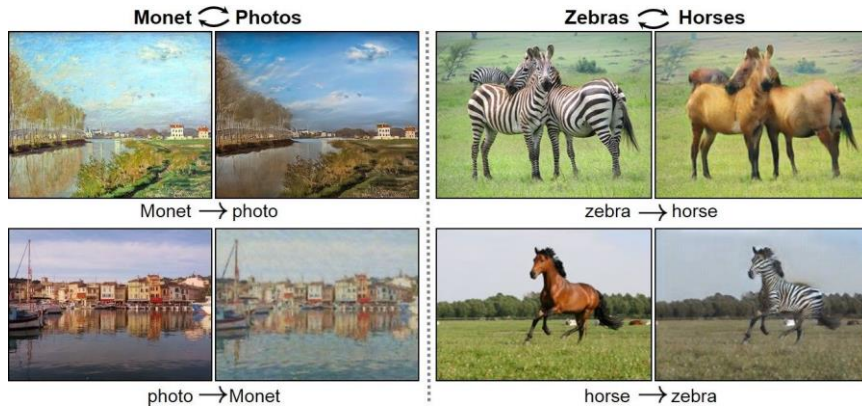 Monet ⇄ Photos
Monet → photo
photo → Monet
Zebras ⇄ Horses
zebra → horse
horse → zebra